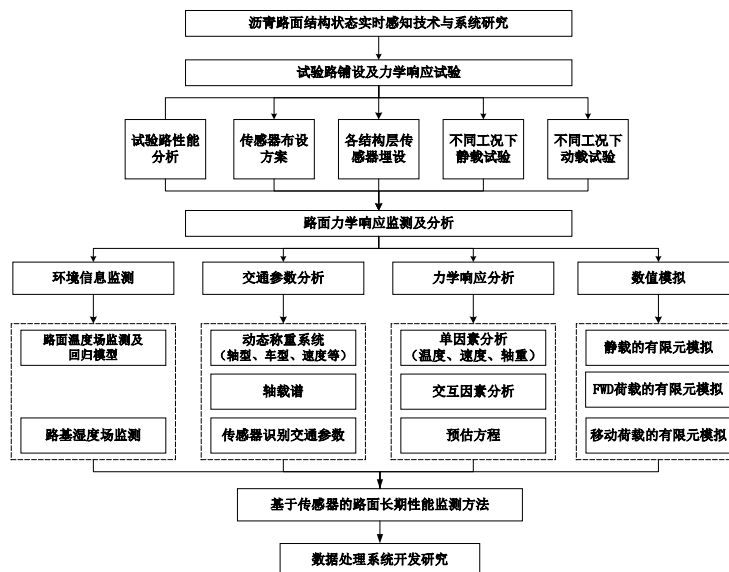 沥青路面结构状态实时感知技术与系统研究
试验路铺设及力学响应试验
试验路性能
分析
传感器布设
方案
各结构层传
感器埋设
不同工况下
静载试验
不同工况下
动载试验
路面力学响应监测及分析
环境信息监测
交通参数分析
力学响应分析
数值模拟
路面温度场监测及
回归模型
路基湿度场监测
动态称重系统
（轴型、车型、速度等）
轴载谱
传感器识别交通参数
单因素分析
（温度、速度、轴重）
交互因素分析
预估方程
静载的有限元模拟
FWD荷载的有限元模拟
移动荷载的有限元模拟
基于传感器的路面长期性能监测方法
数据处理系统开发研究